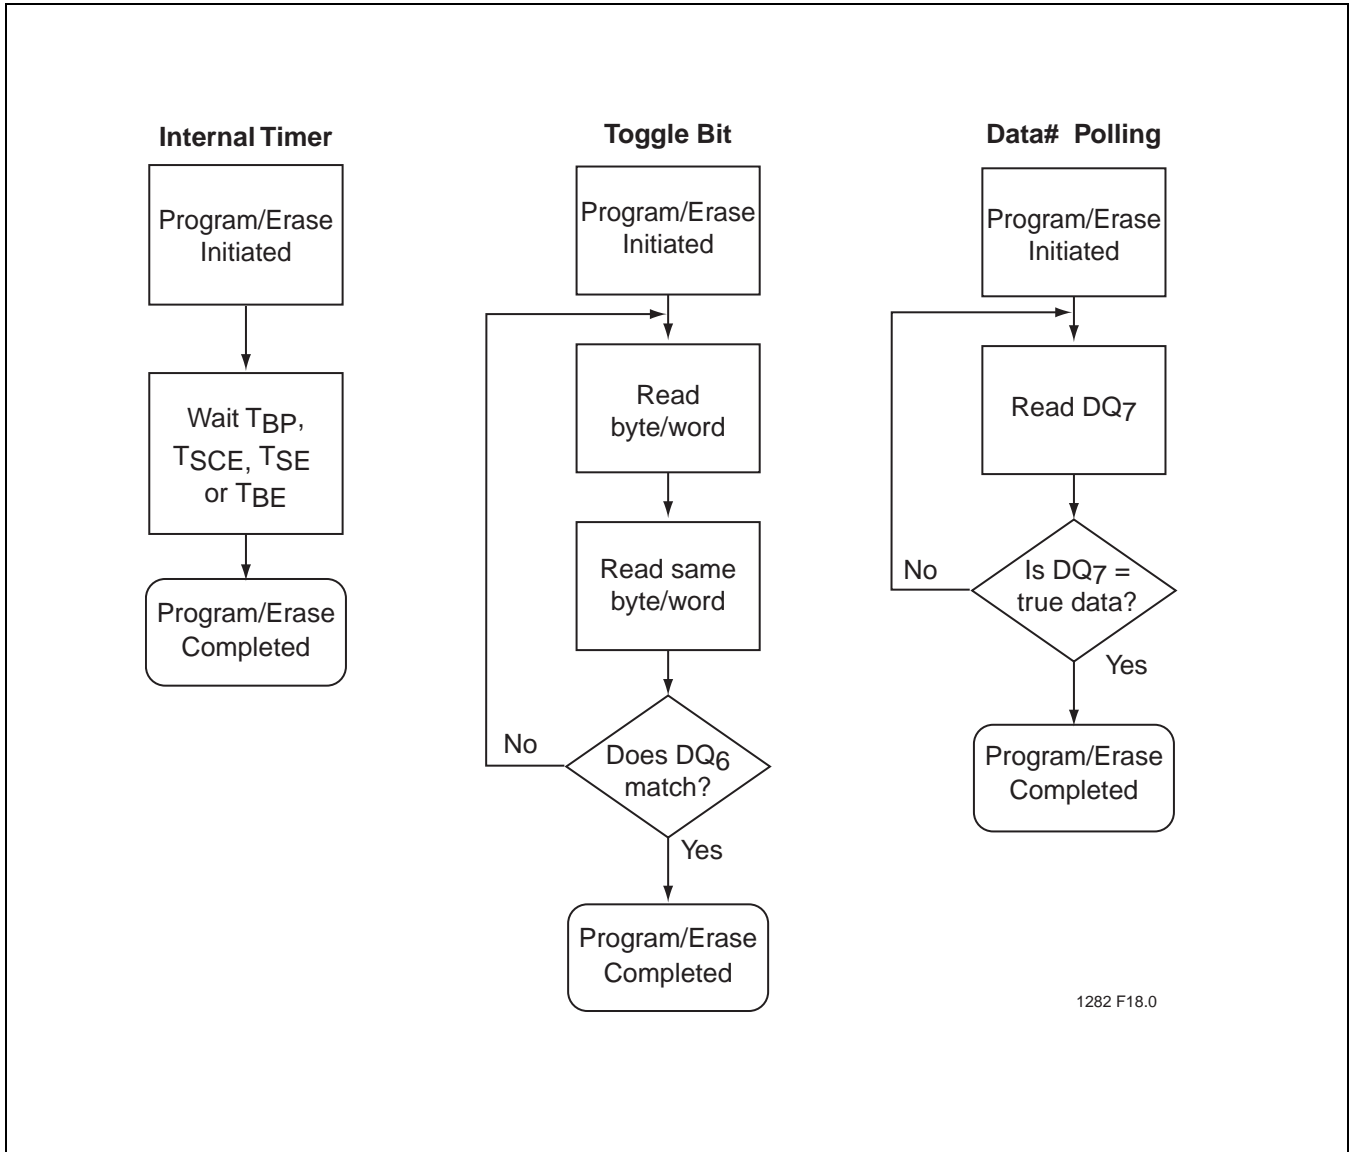 Internal Timer
Program/Erase
Initiated
Wait TBP,
TSCE, TSE
or TBE
Program/Erase
Completed
Toggle Bit
Program/Erase
Initiated
Read
byte/word
Read same
byte/word
Does DQ6
match?
No
Yes
Program/Erase
Completed
Data# Polling
Program/Erase
Initiated
Read DQ7
Is DQ7 =
true data?
No
Yes
Program/Erase
Completed
1282 F18.0